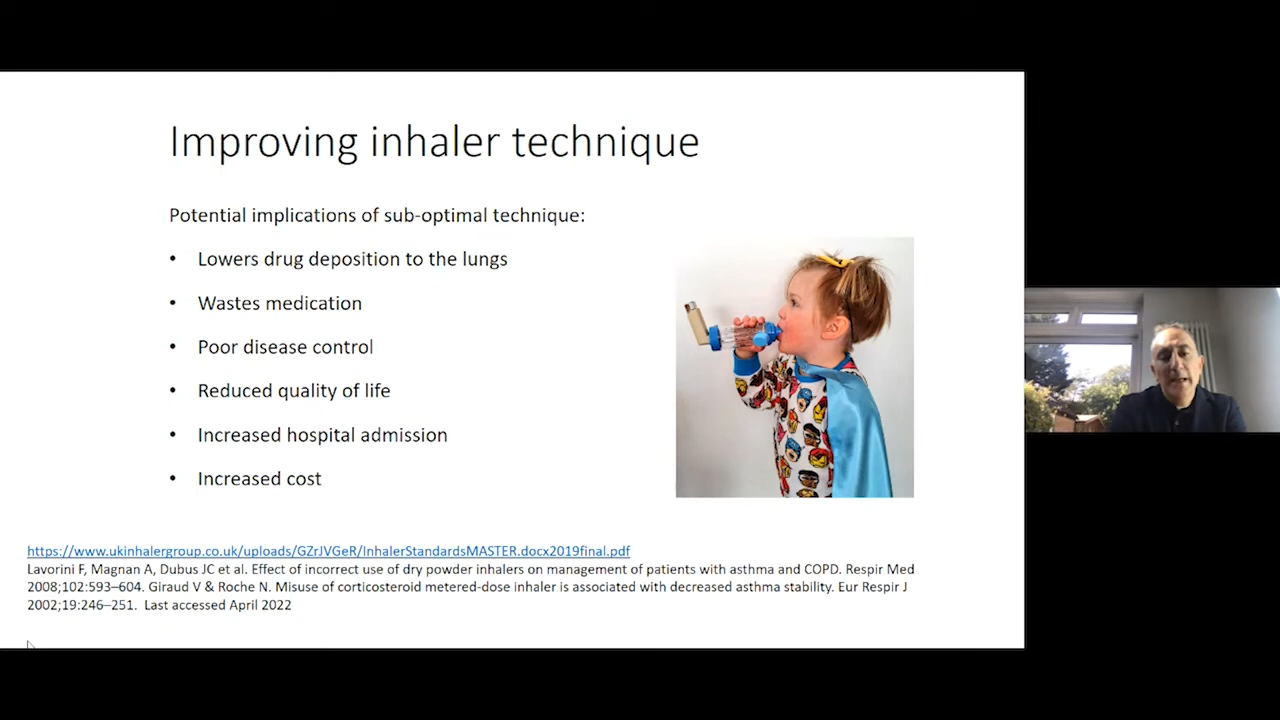 Improving inhaler technique
Potential implications of sub-optimal technique:
• Lowers drug deposition to the lungs
• Wastes medication
• Poor disease control
• Reduced quality of life
• Increased hospital admission
• Increased cost
https://www.ukinhalergroup.co.uk/uploads/GZrJVGeR/InhalerStandardsMASTER.docx2019final.pdf
Lavorini F, Magnan A, Dubus JC et al. Effect of incorrect use of dry powder inhalers on management of patients with asthma and COPD. Respir Med
2008;102:593–604. Giraud V & Roche N. Misuse of corticosteroid metered-dose inhaler is associated with decreased asthma stability. Eur Respir J
2002;19:246–251. Last accessed April 2022